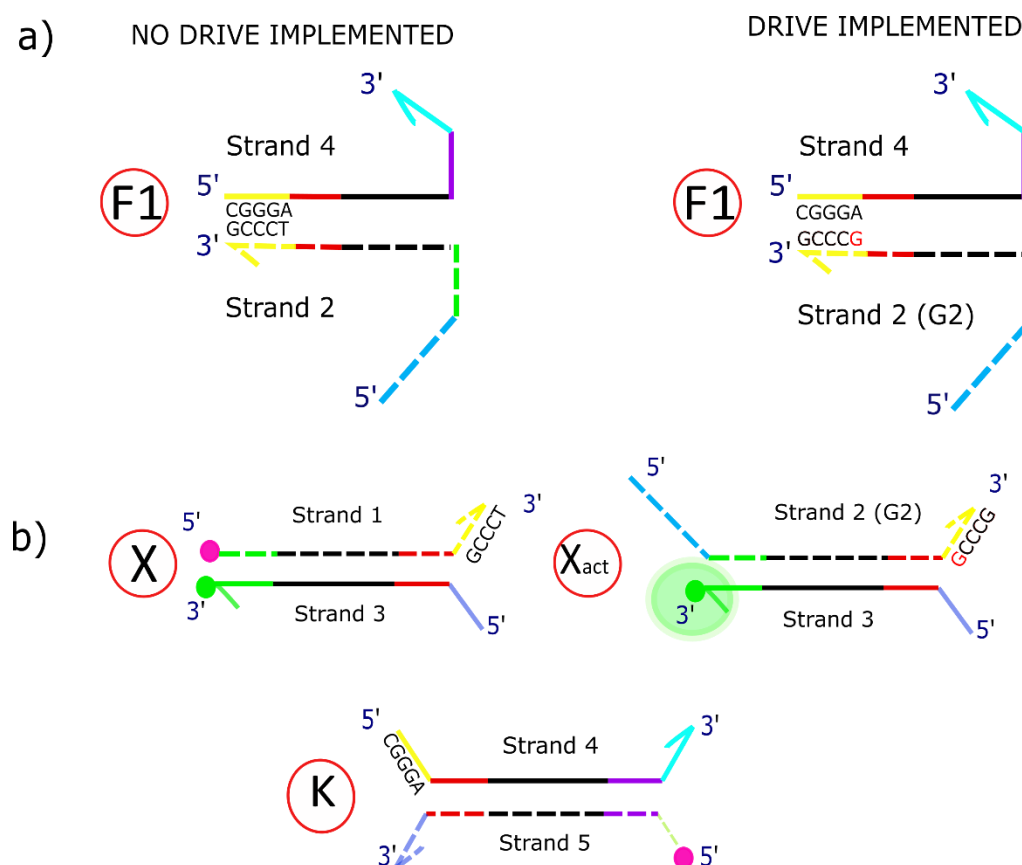 a)
NO DRIVE IMPLEMENTED
DRIVE IMPLEMENTED
3'
3'
Strand 4
Strand 4
5'
5'
F1
F1
CGGGA
GCCCT
CGGGA
GCCCG
3'
3'
Strand 2
Strand 2 (G2)
5'
5'
b)
5'
3'
5'
3'
Strand 1
Strand 2 (G2)
GCCCT
GCCCG
X
Xact
3'
Strand 3
5'
3'
Strand 3
5'
5'
3'
CGGGA
Strand 4
K
Strand 5
3'
5'